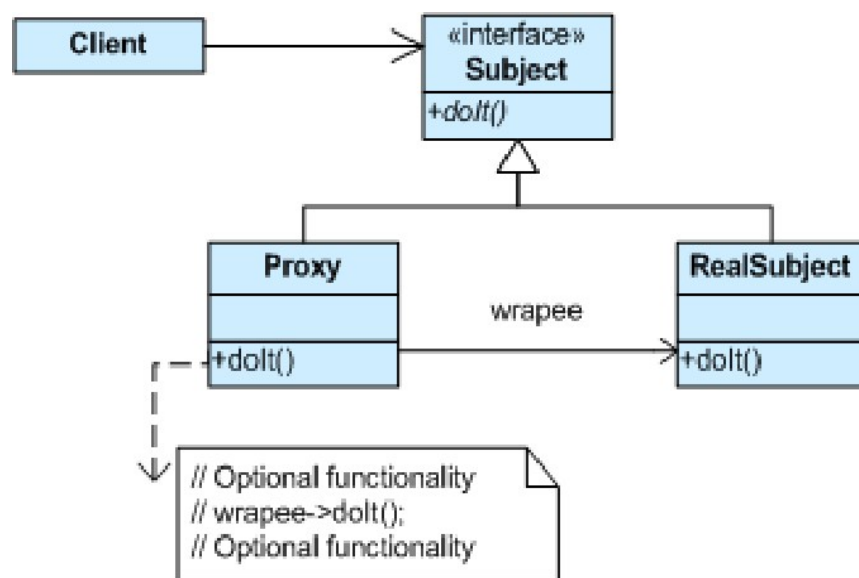 Client
«interface»
Subject
+doIt()
Proxy
+doIt()
wrapee
RealSubject
+doIt()
// Optional functionality
// wrapee->doIt();
// Optional functionality